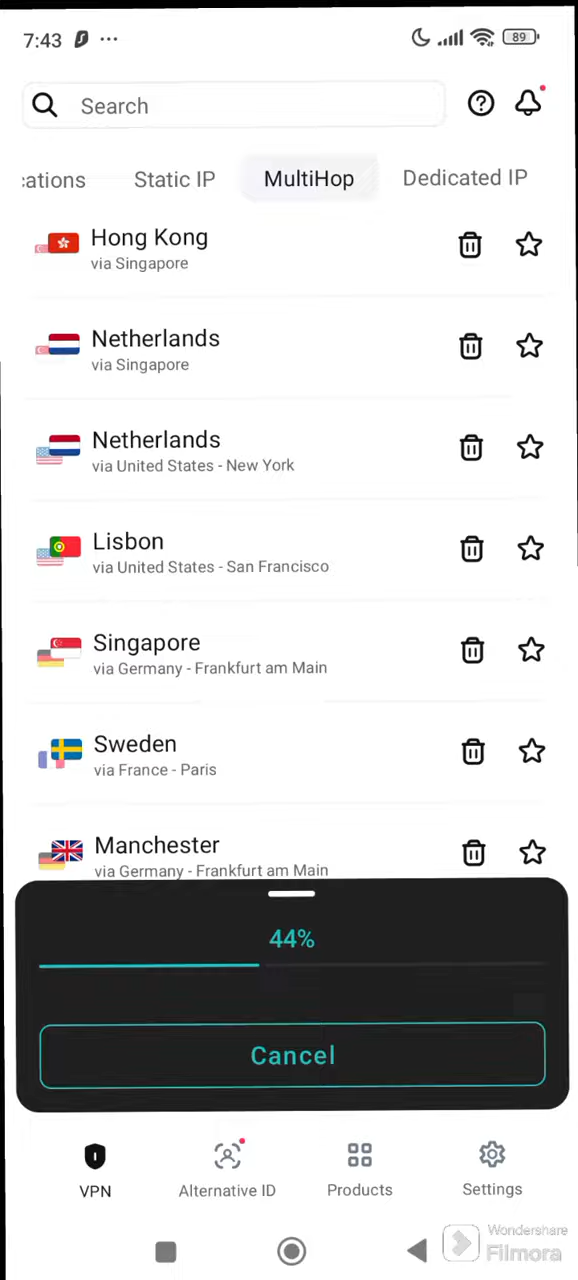 7:43
89
Search
ations
Static IP
MultiHop
Dedicated IP
Hong Kong
via Singapore
Netherlands
via Singapore
Netherlands
via United States - New York
Lisbon
via United States - San Francisco
Singapore
via Germany - Frankfurt am Main
Sweden
via France - Paris
Manchester
via Germany - Frankfurt am Main
44%
Cancel
VPN
Alternative ID
Products
Settings
Wondershare
Filmora